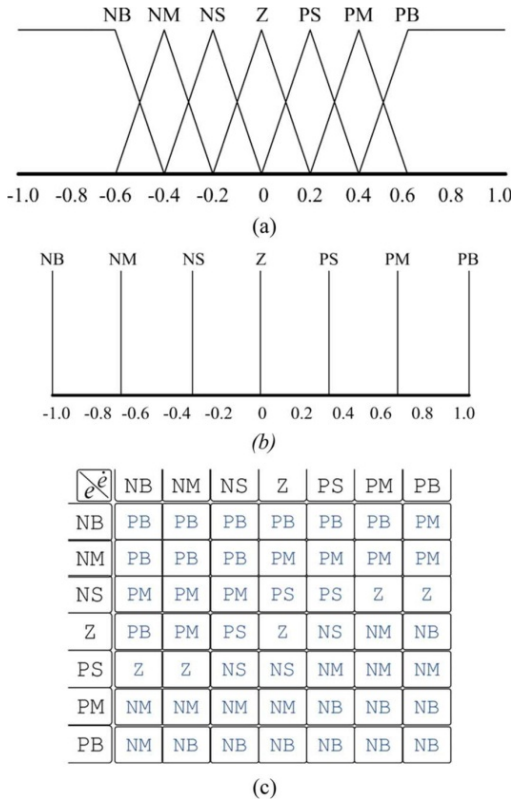 NB NM NS Z PS PM PB
-1.0 -0.8 -0.6 -0.4 -0.2 0 0.2 0.4 0.6 0.8 1.0
(a)
NB NM NS Z PS PM PB
-1.0 -0.8 -0.6 -0.4 -0.2 0 0.2 0.4 0.6 0.8 1.0
(b)
e ė NB NM NS Z PS PM PB
NB PB PB PB PB PB PB PM
NM PB PB PB PM PM PM PM
NS PM PM PM PS PS Z Z
Z PB PM PS Z NS NM NB
PS Z Z NS NS NM NM NM
PM NM NM NM NM NB NB NB
PB NM NB NB NB NB NB NB
(c)